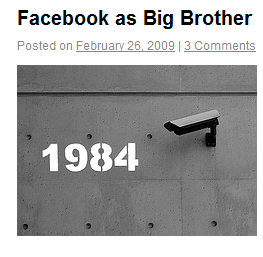 Facebook as Big Brother
Posted on February 26, 2009 | 3 Comments
1984